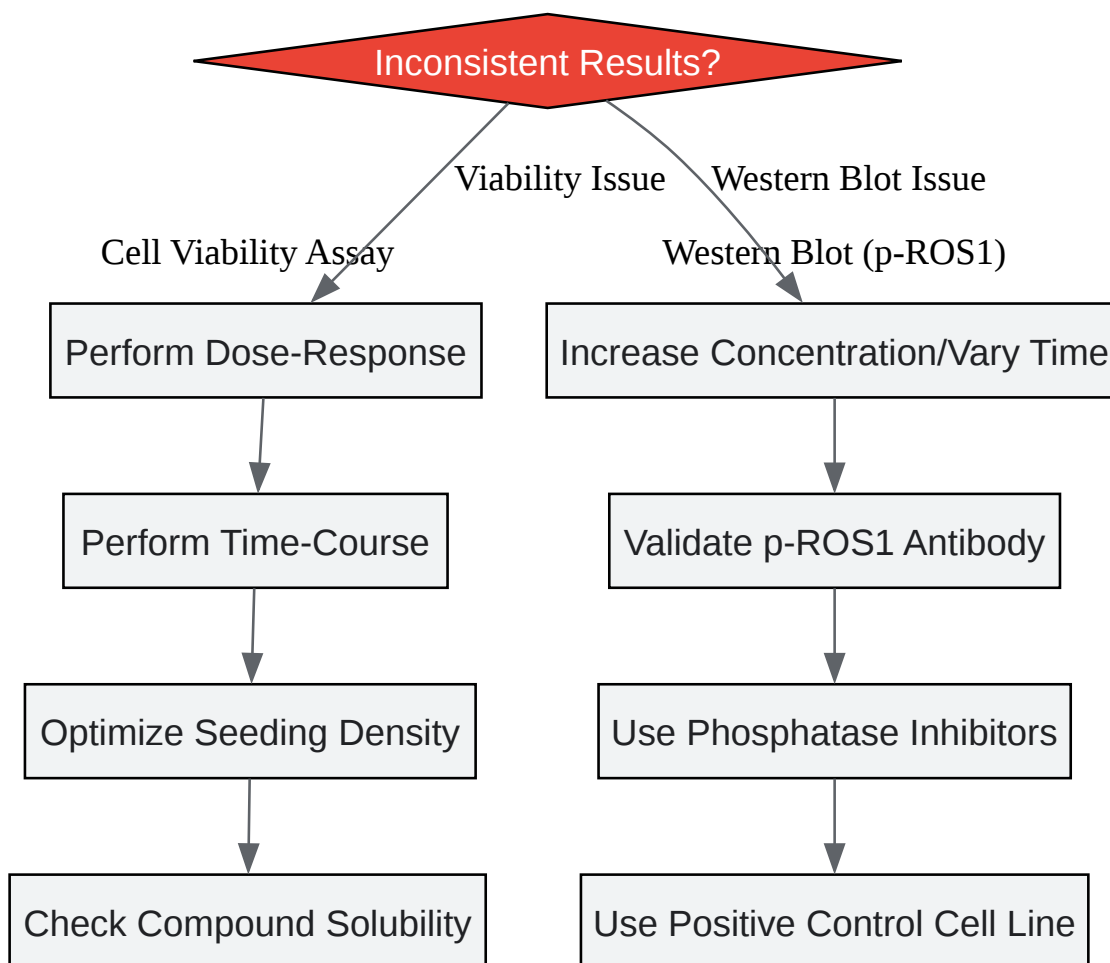 Inconsistent Results?
Viability Issue
Western Blot Issue
Cell Viability Assay
Western Blot (p-ROS1)
Perform Dose-Response
Increase Concentration/Vary Time
Perform Time-Course
Validate p-ROS1 Antibody
Optimize Seeding Density
Use Phosphatase Inhibitors
Check Compound Solubility
Use Positive Control Cell Line